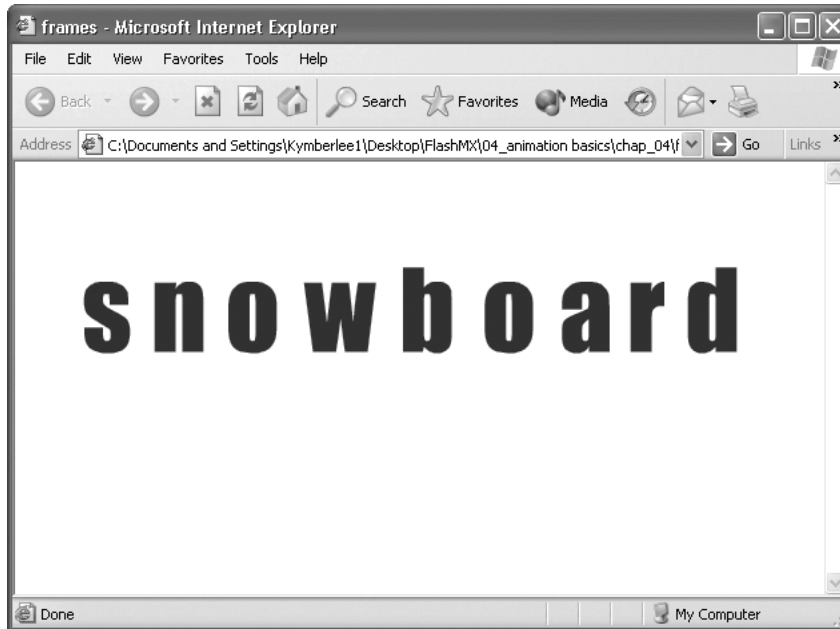 frames - Microsoft Internet Explorer
File Edit View Favorites Tools Help
Back Search Favorites Media
Address C:\Documents and Settings\Kymberlee1\Desktop\FlashMX\04_animation basics\chap_04\f Go Links
snowboard
Done My Computer